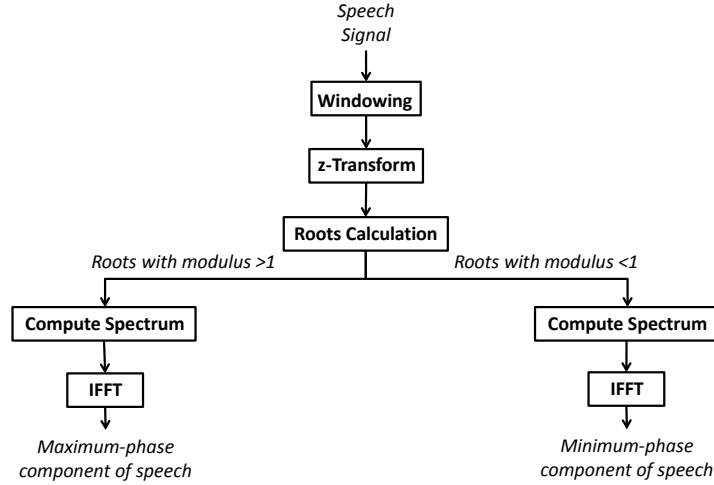 Speech
Signal
Windowing
z-Transform
Roots Calculation
Roots with modulus >1
Roots with modulus <1
Compute Spectrum
Compute Spectrum
IFFT
IFFT
Maximum-phase
component of speech
Minimum-phase
component of speech